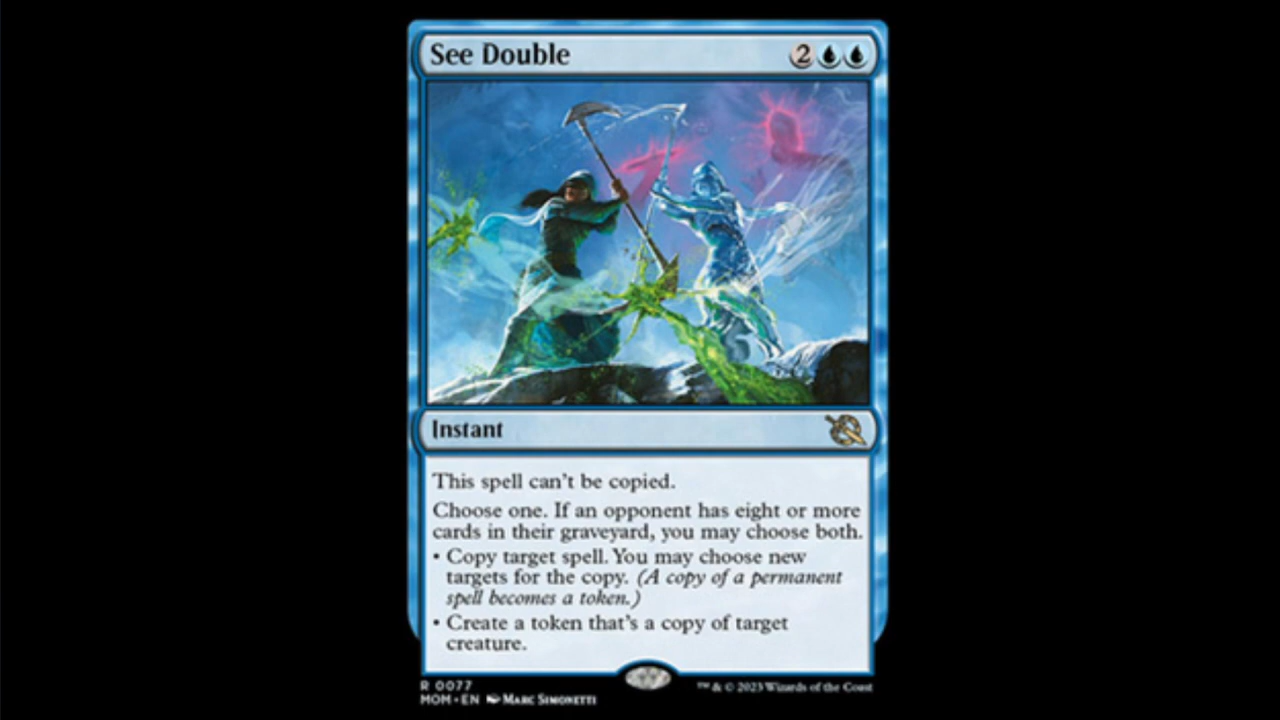 See Double 2
Instant
This spell can't be copied.
Choose one. If an opponent has eight or more
cards in their graveyard, you may choose both.
• Copy target spell. You may choose new
targets for the copy. (A copy of a permanent
spell becomes a token.)
• Create a token that's a copy of target
creature.
R 0077 ™ & © 2023 Wizards of the Coast
MOM • EN Marc Simonetti